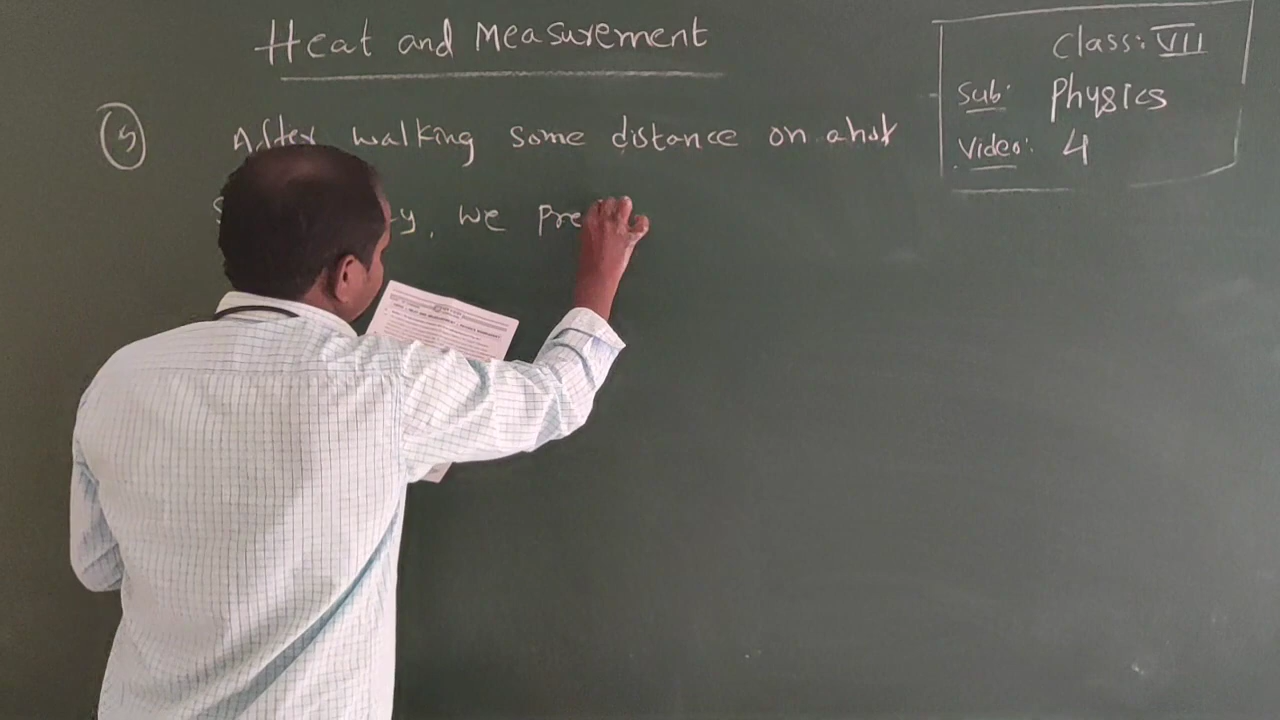 Heat and Measurement
Class: VII
Sub: Physics
Video: 4
5 After walking some distance on a hot
we pre